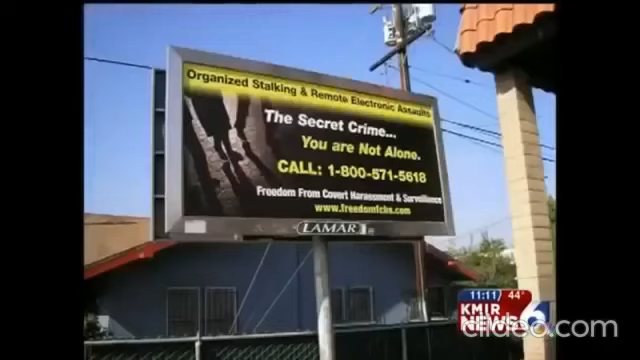 Organized Stalking & Remote Electronic Assaults
The Secret Crime...
You are Not Alone.
CALL: 1-800-571-5618
Freedom From Covert Harassment & Surveillance
www.freedomfchs.com
LAMAR
11:11 44°
KMIR 6
NEWS
clideo.com